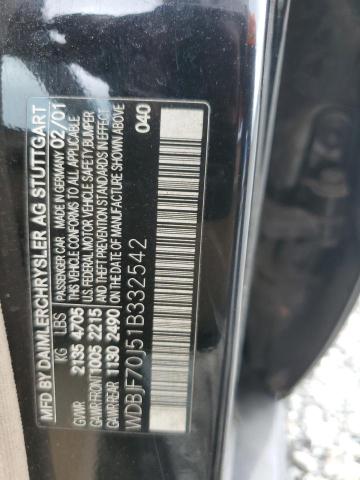 MFD BY DAIMLERCHRYSLER AG STUTTGART
PASSENGER CAR MADE IN GERMANY 02/01
KG LBS
GVWR 2135 4705 THIS VEHICLE CONFORMS TO ALL APPLICABLE
U.S. FEDERAL MOTOR VEHICLE SAFETY, BUMPER
GAWR FRONT 1005 2215 AND THEFT PREVENTION STANDARDS IN EFFECT
GAWR REAR 1130 2490 ON THE DATE OF MANUFACTURE SHOWN ABOVE
040
WDBJF70J51B332542